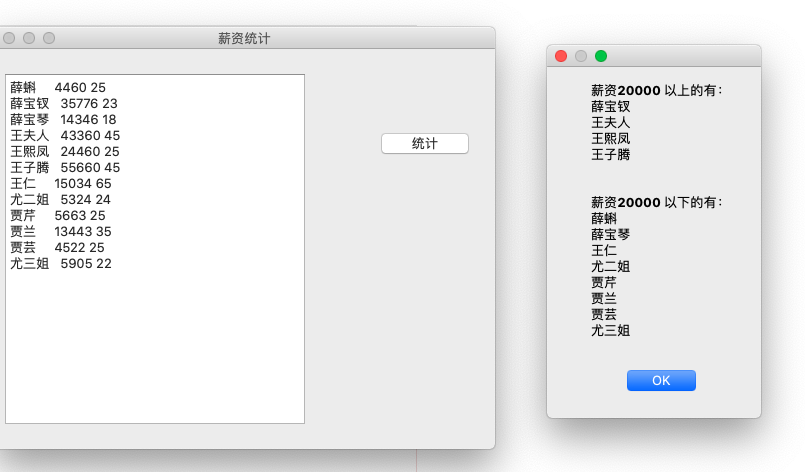 薪资统计
薛蝌 4460 25
薛宝钗 35776 23
薛宝琴 14346 18
王夫人 43360 45
王熙凤 24460 25
王子腾 55660 45
王仁 15034 65
尤二姐 5324 24
贾芹 5663 25
贾兰 13443 35
贾芸 4522 25
尤三姐 5905 22
统计
薪资20000 以上的有：
薛宝钗
王夫人
王熙凤
王子腾
薪资20000 以下的有：
薛蝌
薛宝琴
王仁
尤二姐
贾芹
贾兰
贾芸
尤三姐
OK